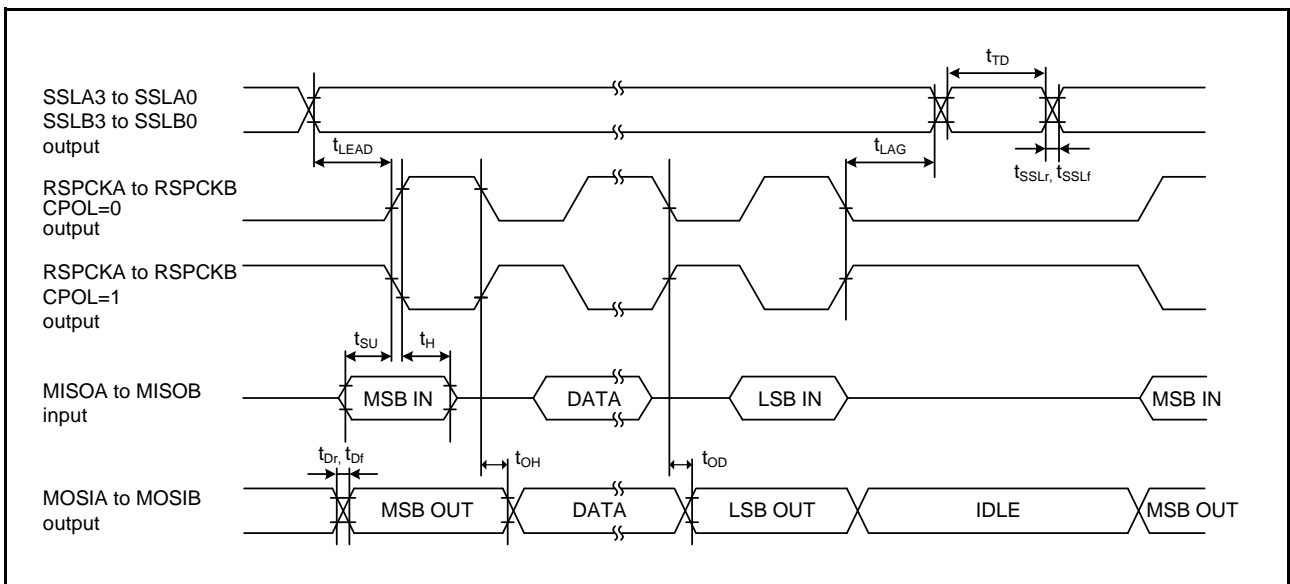 tTD
SSLA3 to SSLA0
SSLB3 to SSLB0
output
tLEAD
tLAG
tSSLr, tSSLf
RSPCKA to RSPCKB
CPOL=0
output
RSPCKA to RSPCKB
CPOL=1
output
tSU
tH
MISOA to MISOB
input
MSB IN
DATA
LSB IN
MSB IN
tDr, tDf
tOH
tOD
MOSIA to MOSIB
output
MSB OUT
DATA
LSB OUT
IDLE
MSB OUT